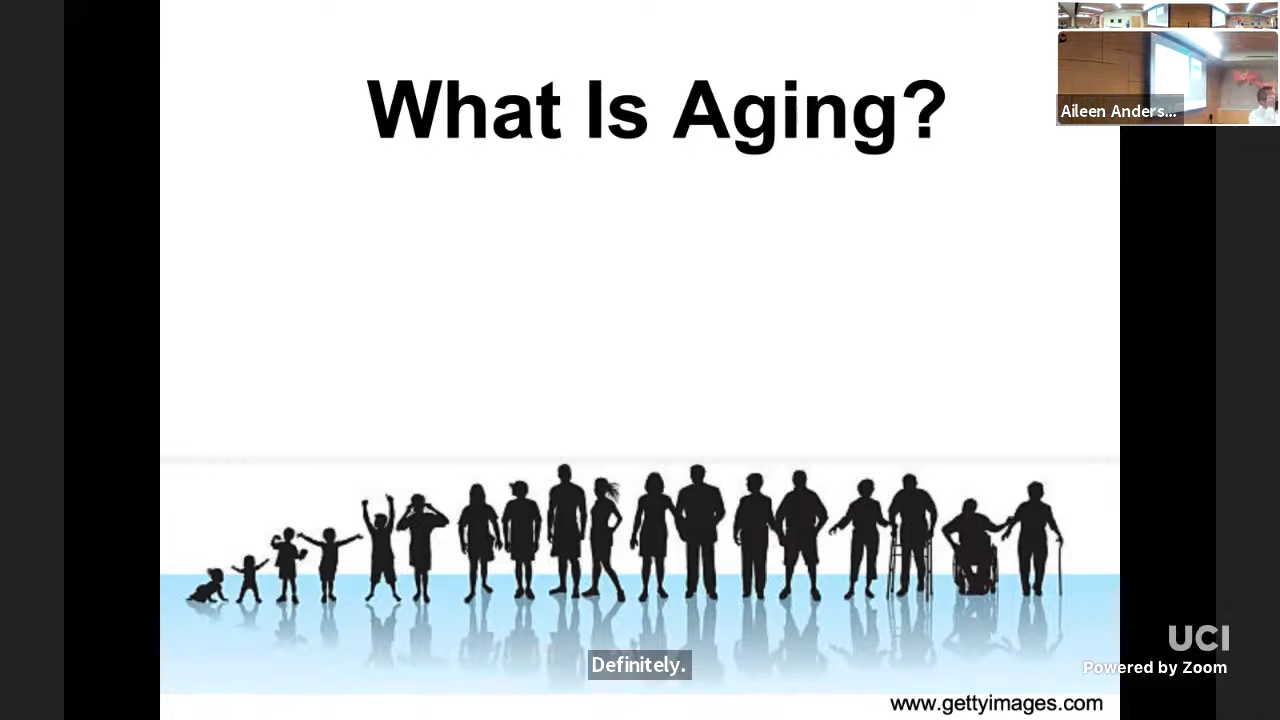 What Is Aging?
Aileen Anders...
UCI
Definitely.
Powered by Zoom
www.gettyimages.com